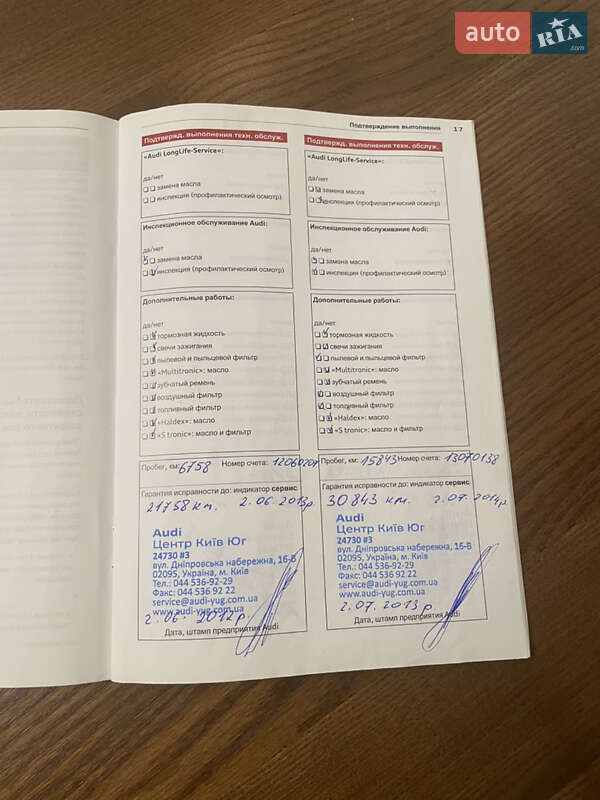 auto RIA.com
Подтверждение выполнения 17
Подтвержд. выполнения техн. обслуж.
«Audi LongLife-Service»:
да/нет
замена масла
инспекция (профилактический осмотр)
Инспекционное обслуживание Audi:
да/нет
замена масла
инспекция (профилактический осмотр)
Дополнительные работы:
да/нет
тормозная жидкость
свечи зажигания
пылевой и пыльцевой фильтр
«Multitronic»: масло
зубчатый ремень
воздушный фильтр
топливный фильтр
«Haldex»: масло
«S tronic»: масло и фильтр
Пробег, км: 6758 Номер счета: 12060204
Гарантия исправности до: индикатор сервис
21758 км. 2.06.2013р
Audi
Центр Київ Юг
24730 #3
вул. Дніпровська набережна, 16-В
02095, Україна, м. Київ
Тел.: 044 536-92-29
Факс: 044 536 92 22
service@audi-yug.com.ua
www.audi-yug.com.ua
2.06.2012р
Дата, штамп предприятия Audi
Подтвержд. выполнения техн. обслуж.
«Audi LongLife-Service»:
да/нет
замена масла
инспекция (профилактический осмотр)
Инспекционное обслуживание Audi:
да/нет
замена масла
инспекция (профилактический осмотр)
Дополнительные работы:
да/нет
тормозная жидкость
свечи зажигания
пылевой и пыльцевой фильтр
«Multitronic»: масло
зубчатый ремень
воздушный фильтр
топливный фильтр
«Haldex»: масло
«S tronic»: масло и фильтр
Пробег, км: 15843 Номер счета: 13070138
Гарантия исправности до: индикатор сервис
30843 км. 2.07.2014р
Audi
Центр Київ Юг
24730 #3
вул. Дніпровська набережна, 16-В
02095, Україна, м. Київ
Тел.: 044 536-92-29
Факс: 044 536 92 22
service@audi-yug.com.ua
www.audi-yug.com.ua
2.07.2013р
Дата, штамп предприятия Audi